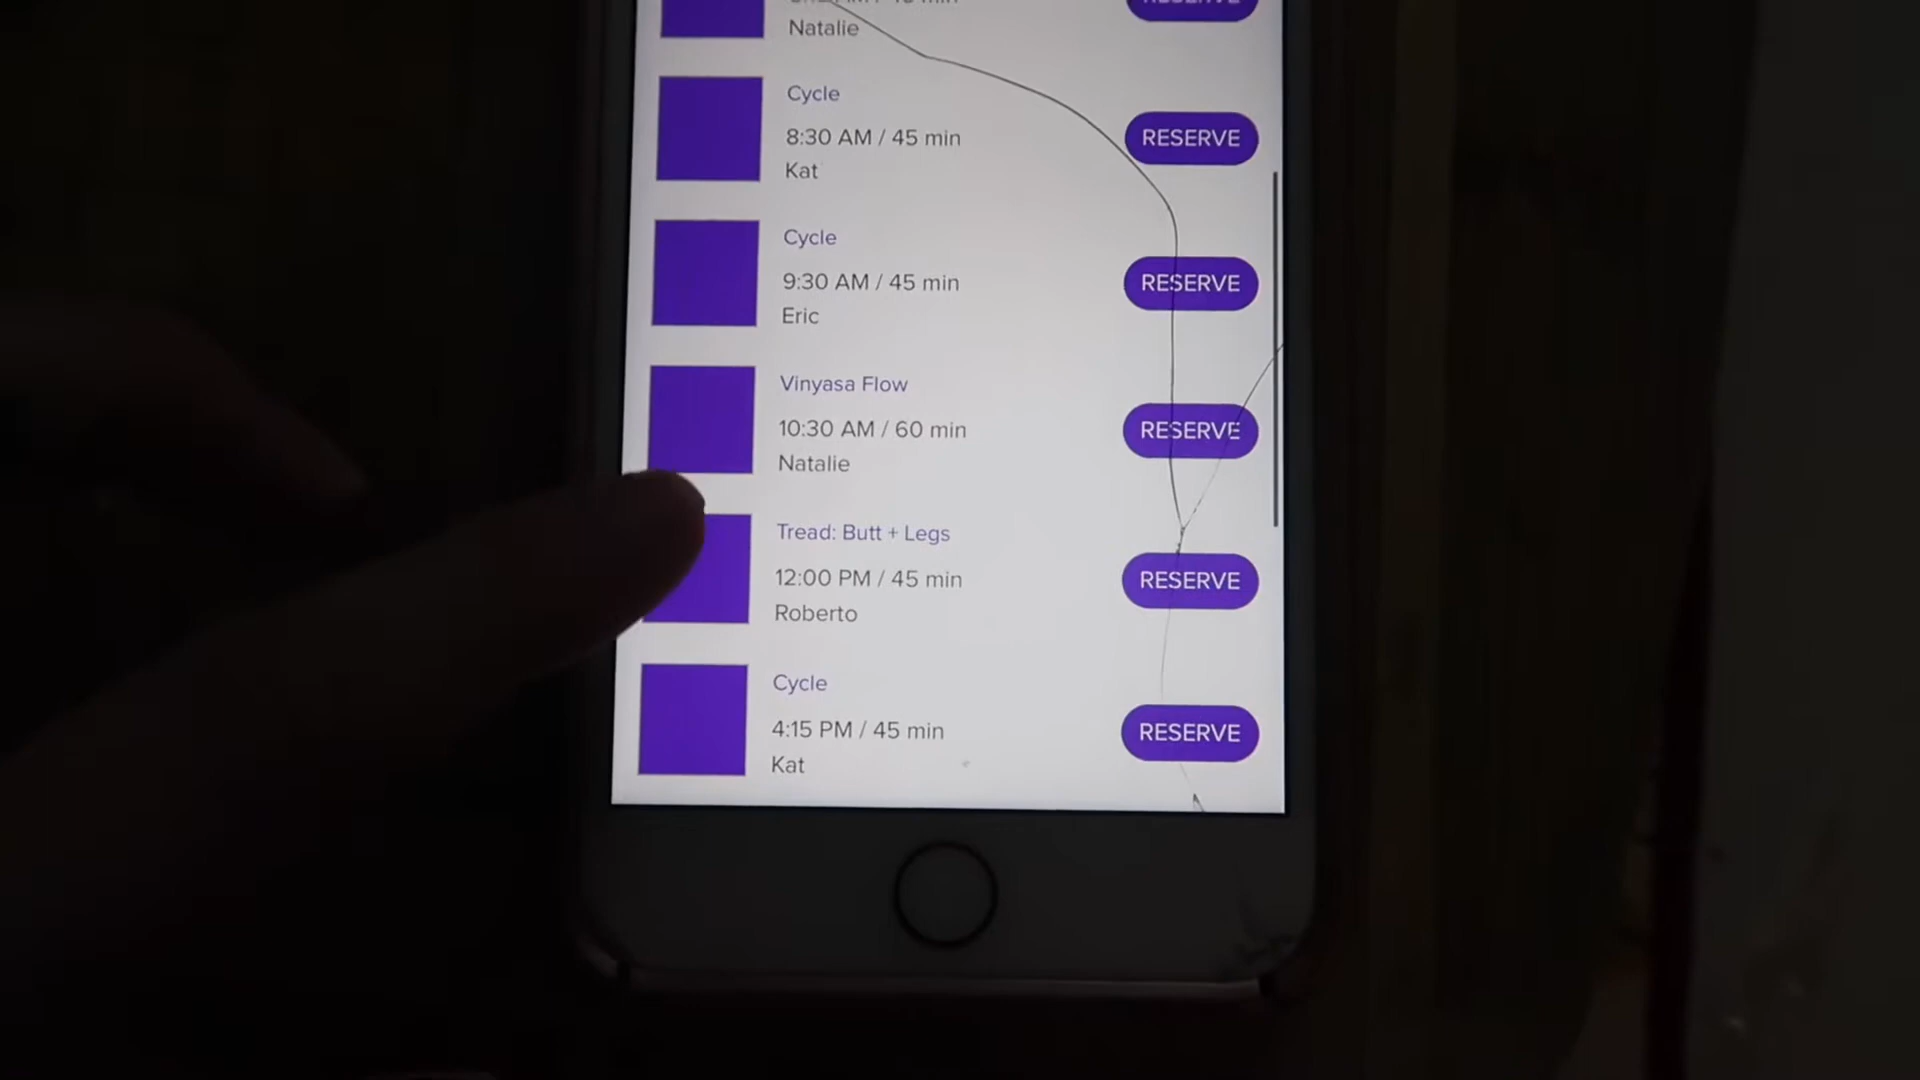 Natalie
Cycle
8:30 AM / 45 min
Kat
RESERVE
Cycle
9:30 AM / 45 min
Eric
RESERVE
Vinyasa Flow
10:30 AM / 60 min
Natalie
RESERVE
Tread: Butt + Legs
12:00 PM / 45 min
Roberto
RESERVE
Cycle
4:15 PM / 45 min
Kat
RESERVE